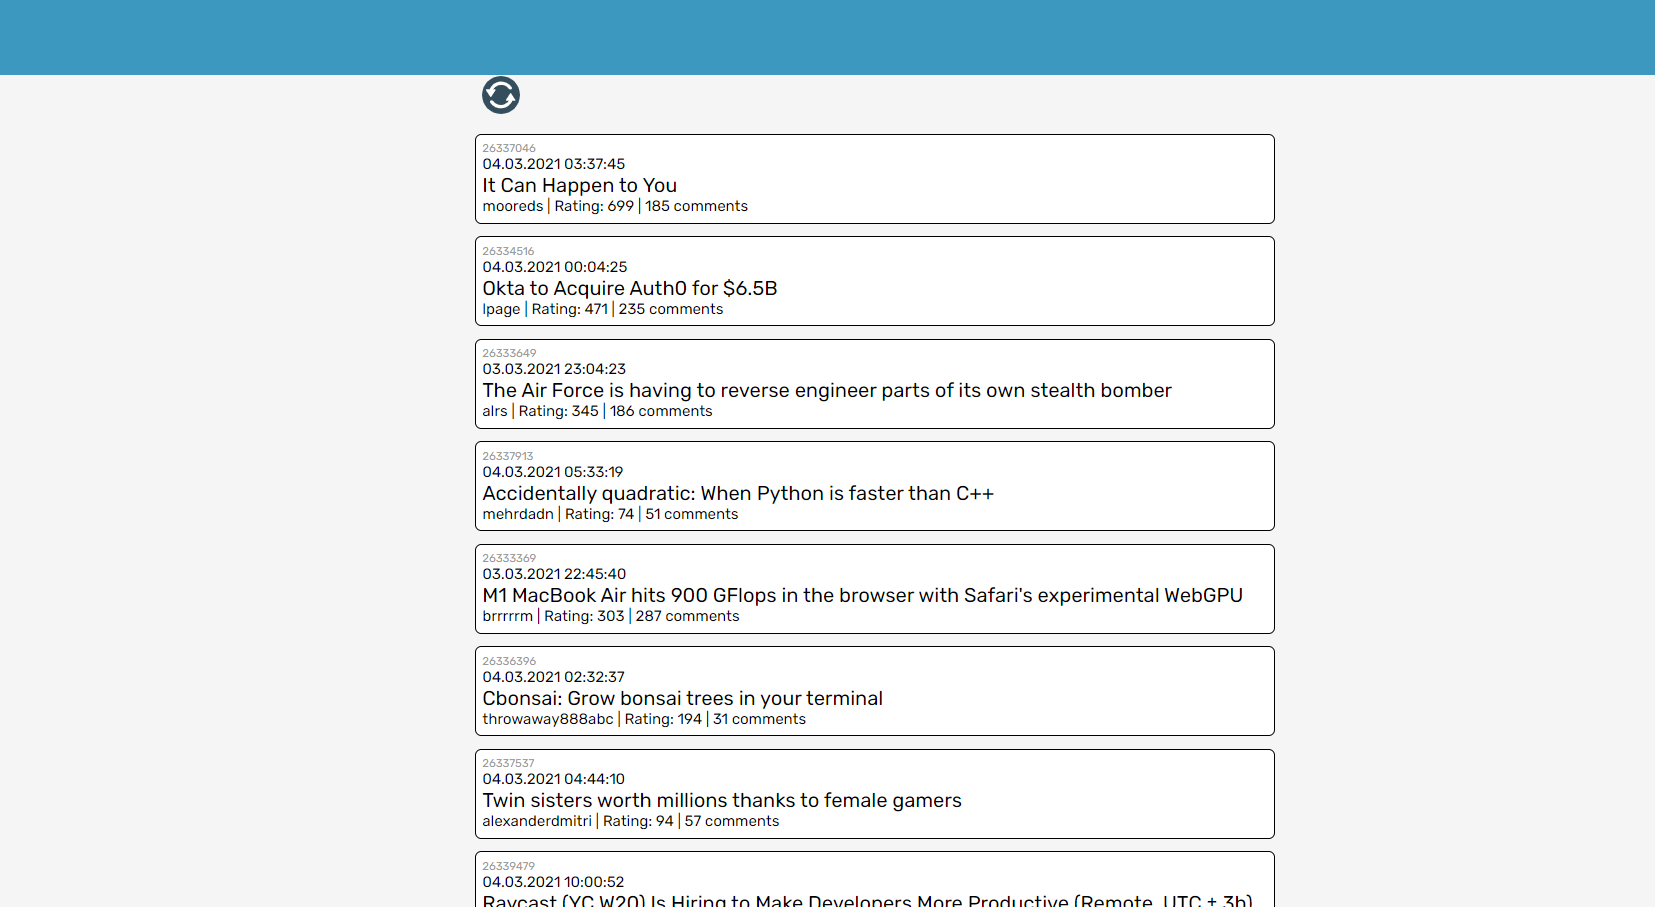 26337046
04.03.2021 03:37:45
It Can Happen to You
mooreds | Rating: 699 | 185 comments
26334516
04.03.2021 00:04:25
Okta to Acquire Auth0 for $6.5B
lpage | Rating: 471 | 235 comments
26333649
03.03.2021 23:04:23
The Air Force is having to reverse engineer parts of its own stealth bomber
alrs | Rating: 345 | 186 comments
26337913
04.03.2021 05:33:19
Accidentally quadratic: When Python is faster than C++
mehrdadn | Rating: 74 | 51 comments
26333369
03.03.2021 22:45:40
M1 MacBook Air hits 900 GFlops in the browser with Safari's experimental WebGPU
brrrrrm | Rating: 303 | 287 comments
26336396
04.03.2021 02:32:37
Cbonsai: Grow bonsai trees in your terminal
throwaway888abc | Rating: 194 | 31 comments
26337537
04.03.2021 04:44:10
Twin sisters worth millions thanks to female gamers
alexanderdmitri | Rating: 94 | 57 comments
26339479
04.03.2021 10:00:52
Raycast (YC W20) Is Hiring to Make Developers More Productive (Remote, UTC ± 3h)